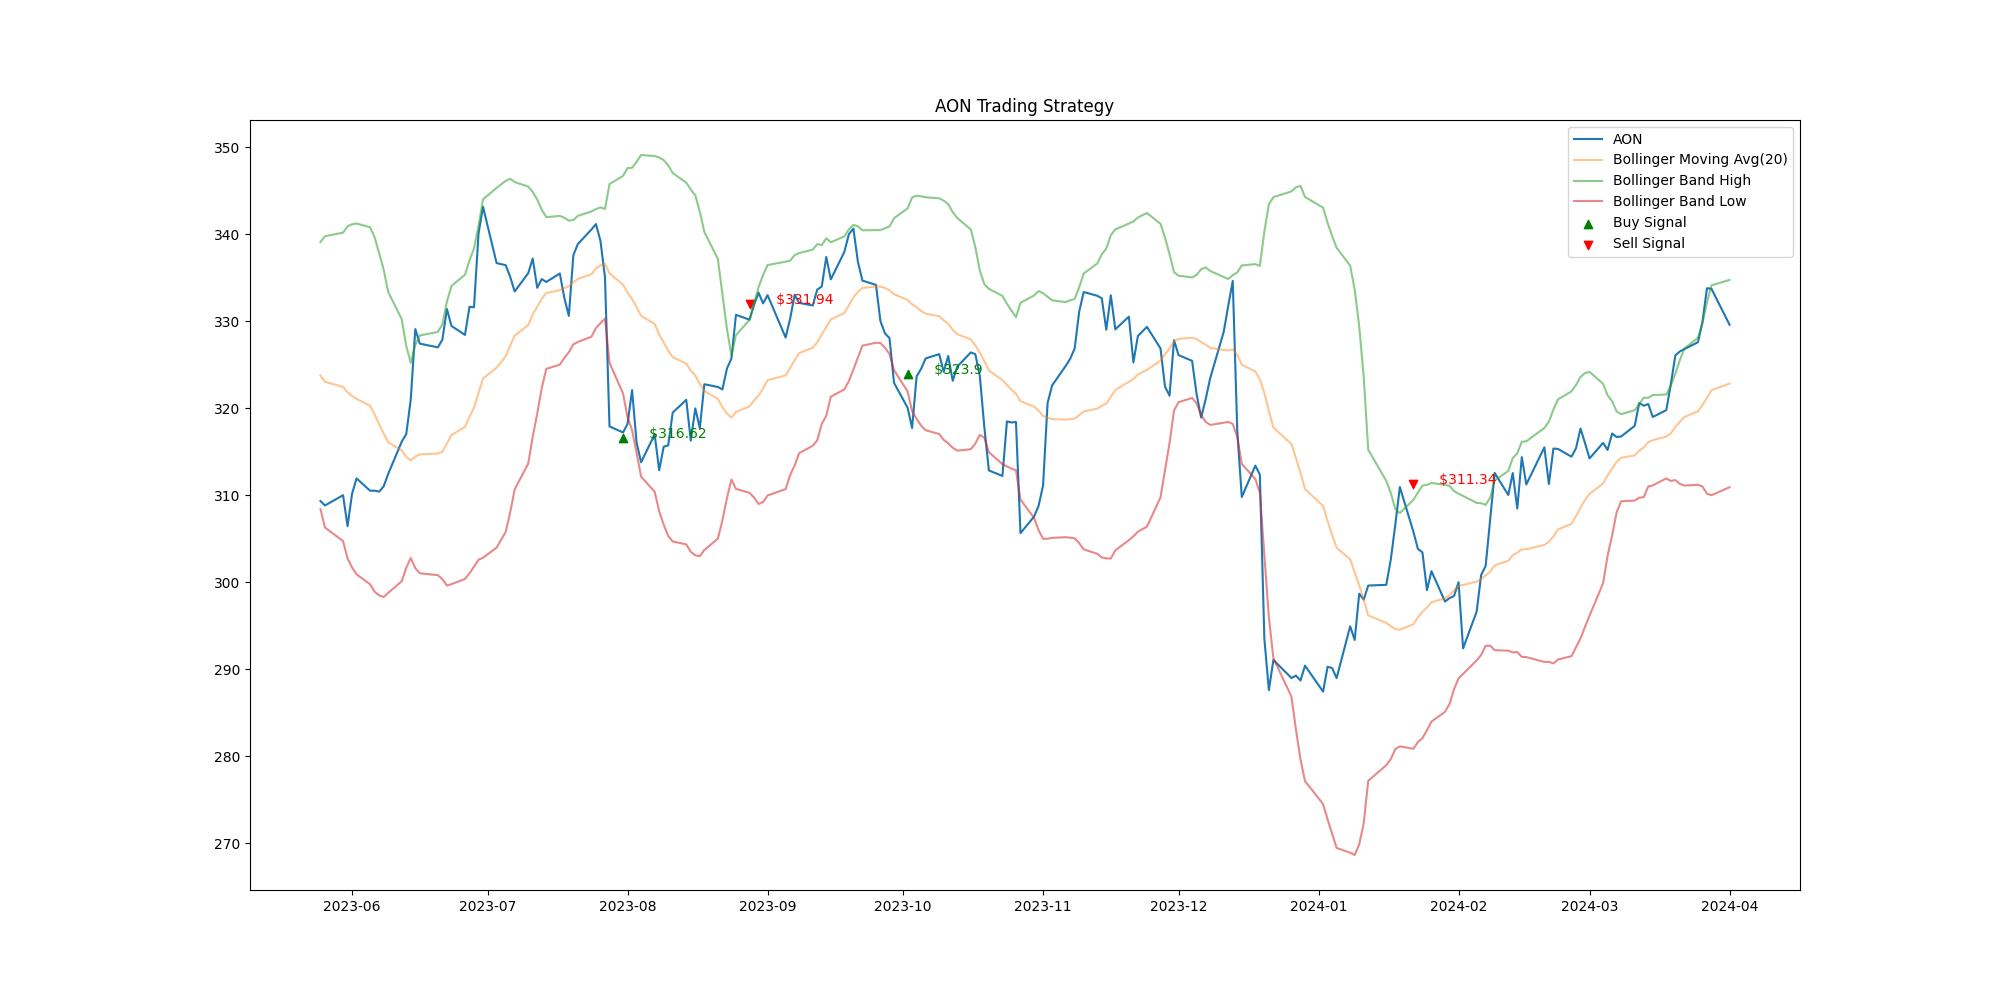 AON Trading Strategy
350
340
330
320
310
300
290
280
270
AON
Bollinger Moving Avg(20)
Bollinger Band High
Bollinger Band Low
Buy Signal
Sell Signal
$331.94
$323.9
$316.62
$311.34
2023-06 2023-07 2023-08 2023-09 2023-10 2023-11 2023-12 2024-01 2024-02 2024-03 2024-04